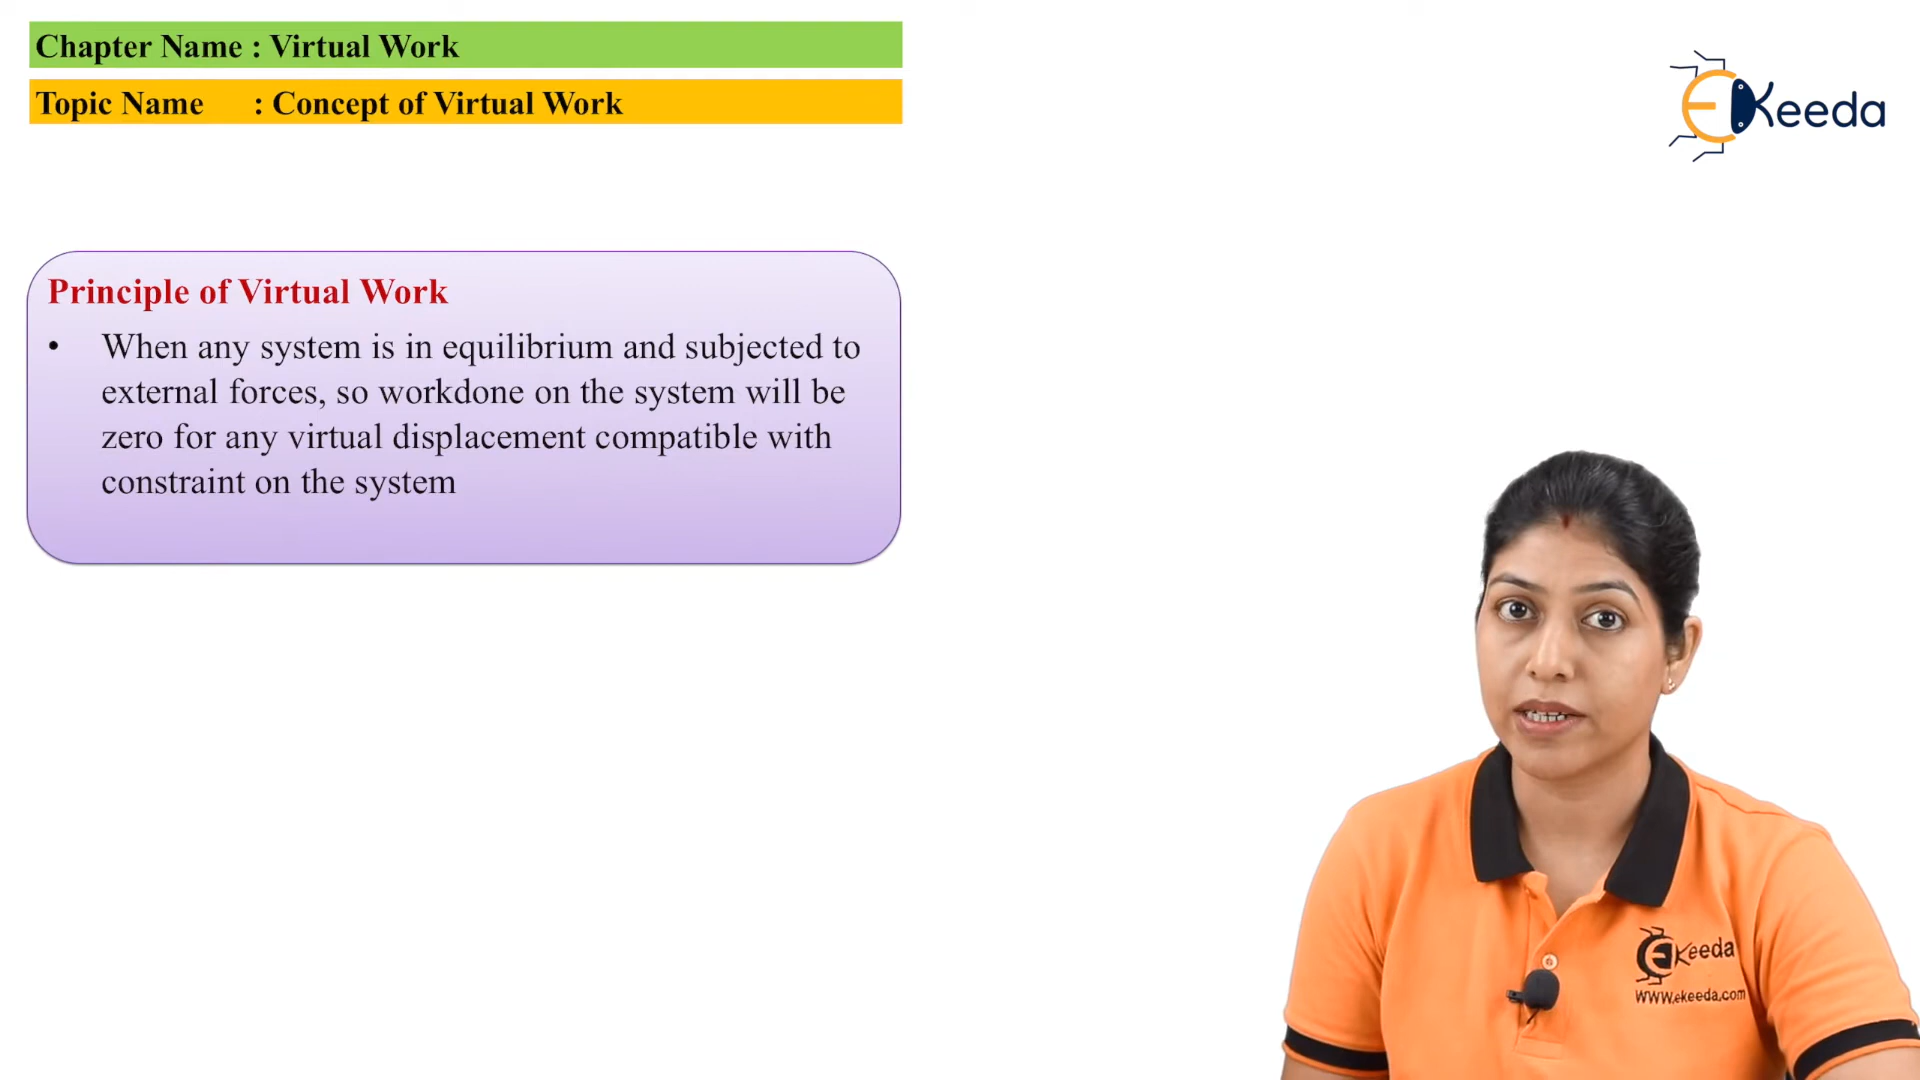 Chapter Name : Virtual Work
Topic Name : Concept of Virtual Work
EKeeda
Principle of Virtual Work
• When any system is in equilibrium and subjected to
external forces, so workdone on the system will be
zero for any virtual displacement compatible with
constraint on the system
EKeeda
WWW.ekeeda.com